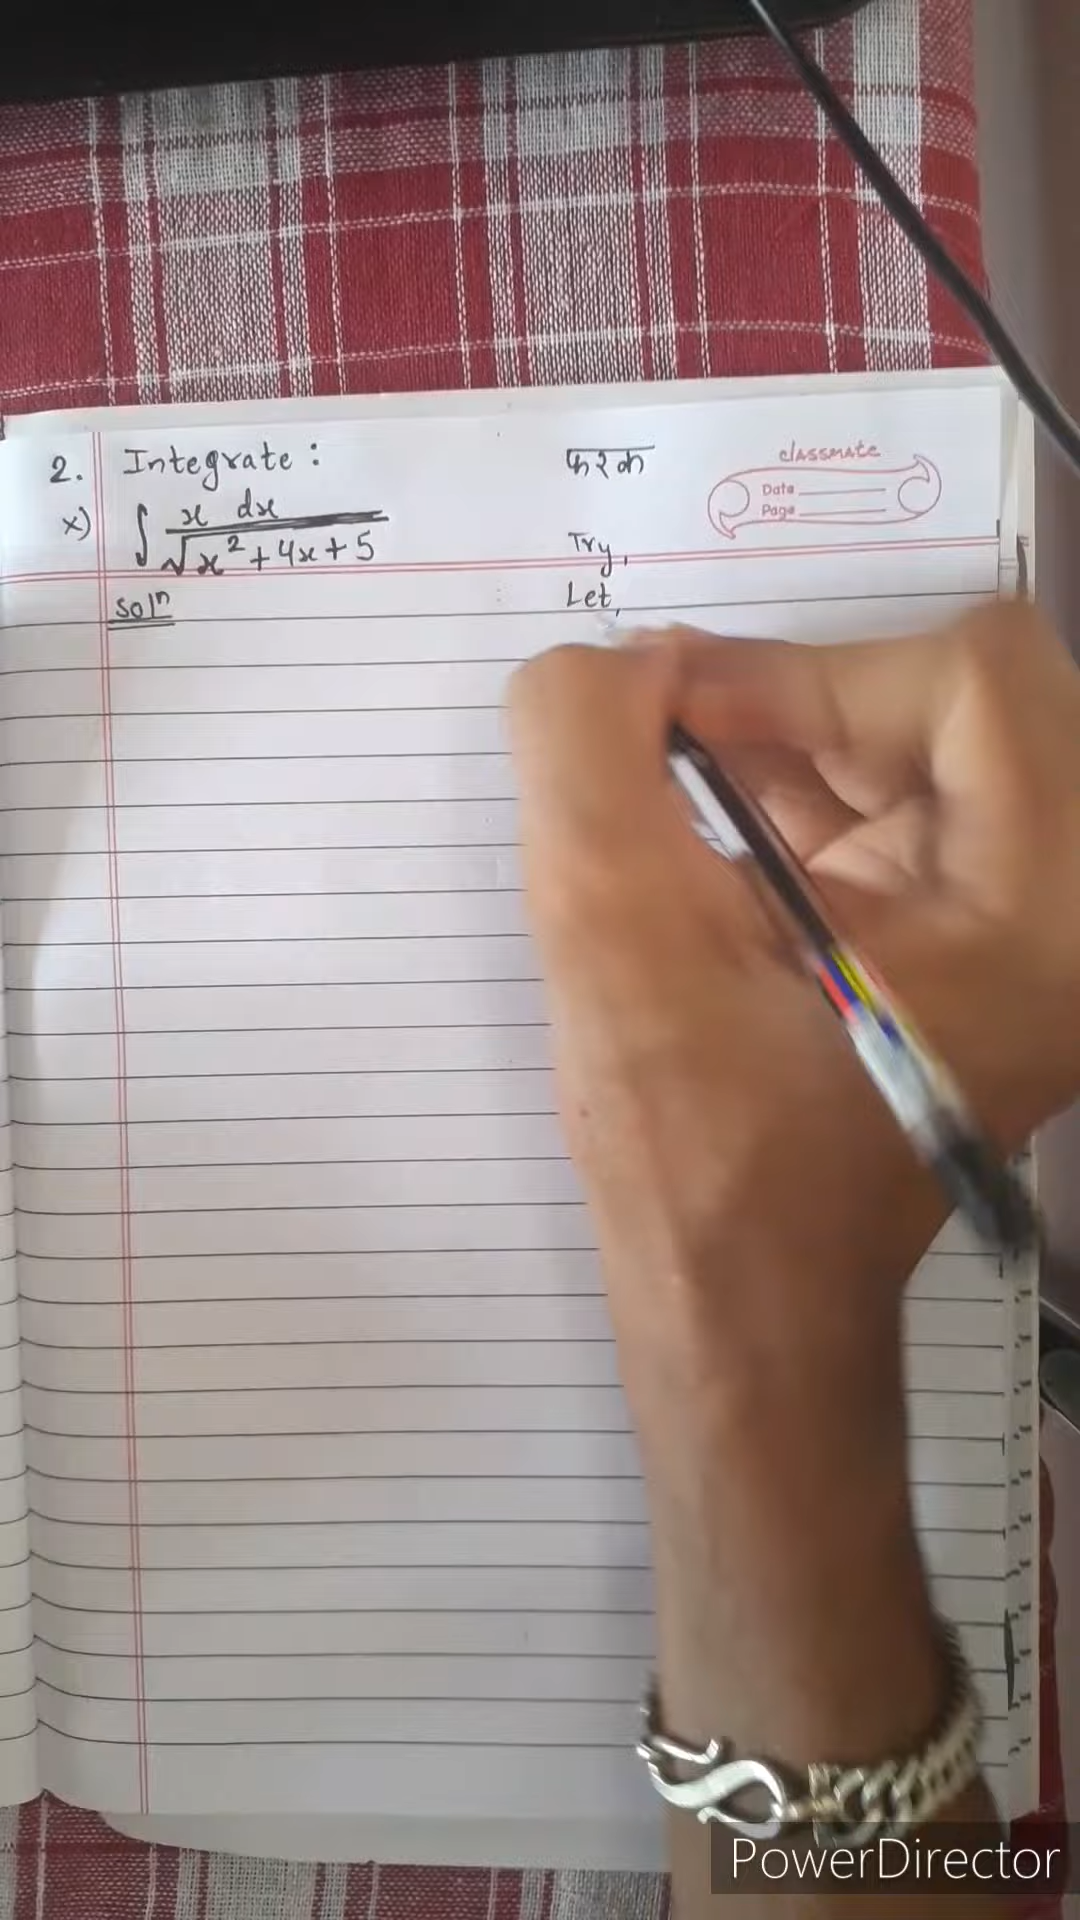 2. Integrate :
x) ∫ x dx / √x² + 4x + 5
solⁿ
फरक
Try,
Let,
classmate
Date
Page
PowerDirector